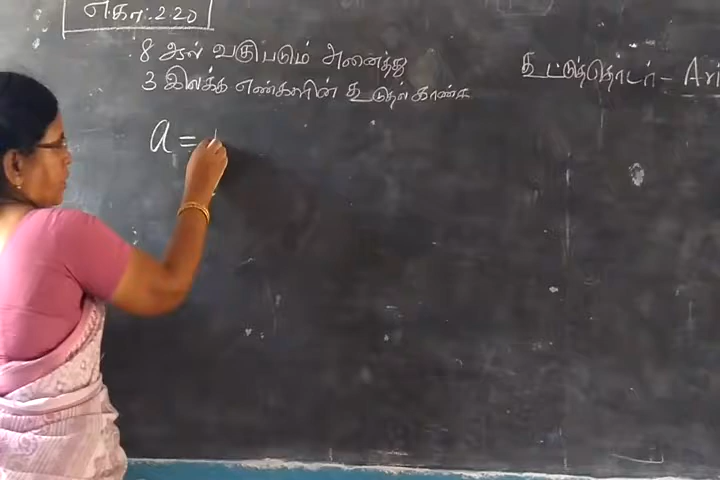 எ.கா: 2.20
8 ஆல் வகுபடும் அனைத்து
3 இலக்க எண்களின் கூடுதல் காண்க
கூட்டுத்தொடர் - Ari
a =